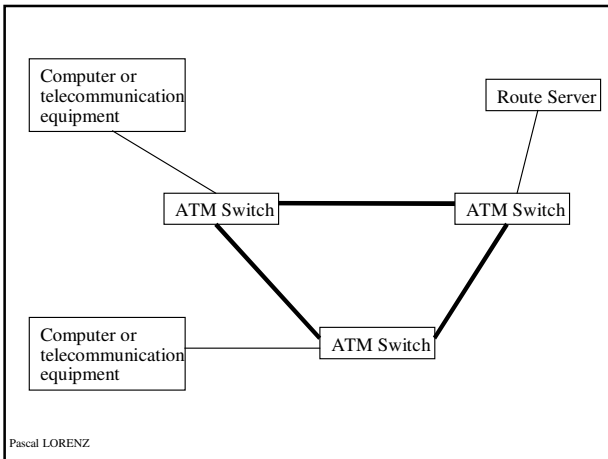 Computer or
telecommunication
equipment
Route Server
ATM Switch
ATM Switch
Computer or
telecommunication
equipment
ATM Switch
Pascal LORENZ